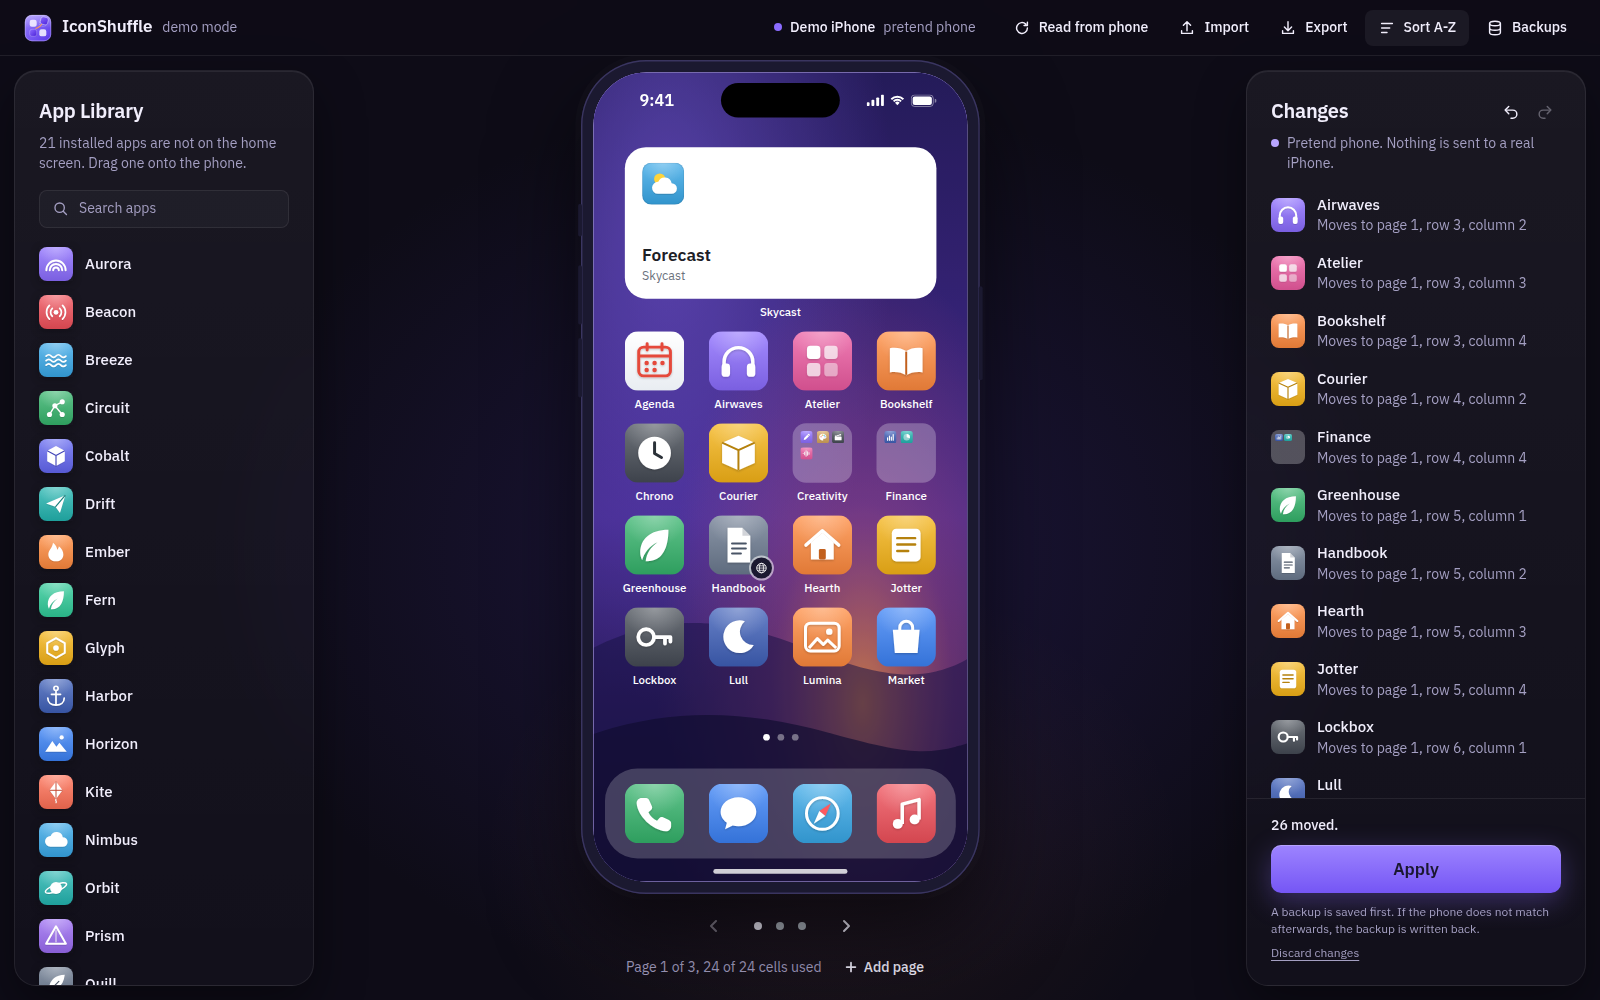 IconShuffle demo mode
Demo iPhone pretend phone
Read from phone
Import
Export
Sort A-Z
Backups
App Library
21 installed apps are not on the home
screen. Drag one onto the phone.
Search apps
Aurora
Beacon
Breeze
Circuit
Cobalt
Drift
Ember
Fern
Glyph
Harbor
Horizon
Kite
Nimbus
Orbit
Prism
Quill
9:41
Forecast
Skycast
Skycast
Agenda
Airwaves
Atelier
Bookshelf
Chrono
Courier
Creativity
Finance
Greenhouse
Handbook
Hearth
Jotter
Lockbox
Lull
Lumina
Market
Page 1 of 3, 24 of 24 cells used
Add page
Changes
Pretend phone. Nothing is sent to a real
iPhone.
Airwaves
Moves to page 1, row 3, column 2
Atelier
Moves to page 1, row 3, column 3
Bookshelf
Moves to page 1, row 3, column 4
Courier
Moves to page 1, row 4, column 2
Finance
Moves to page 1, row 4, column 4
Greenhouse
Moves to page 1, row 5, column 1
Handbook
Moves to page 1, row 5, column 2
Hearth
Moves to page 1, row 5, column 3
Jotter
Moves to page 1, row 5, column 4
Lockbox
Moves to page 1, row 6, column 1
Lull
26 moved.
Apply
A backup is saved first. If the phone does not match
afterwards, the backup is written back.
Discard changes